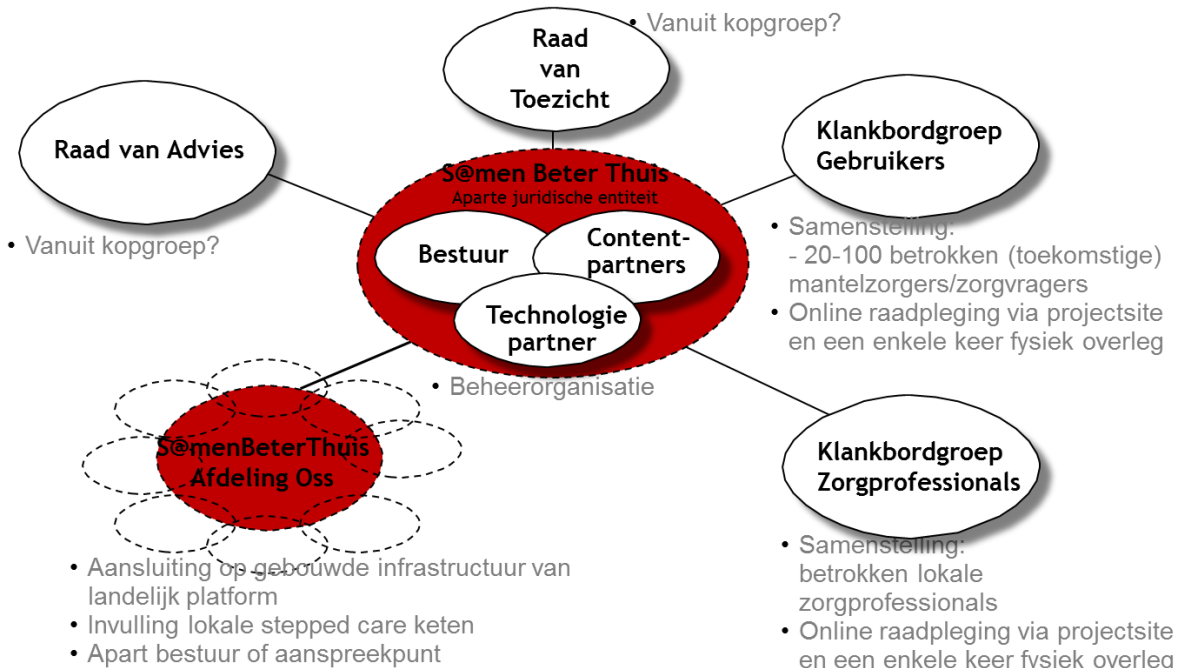 • Vanuit kopgroep?
Raad
van
Toezicht
Raad van Advies
• Vanuit kopgroep?
Klankbordgroep
Gebruikers
• Samenstelling:
- 20-100 betrokken (toekomstige)
mantelzorgers/zorgvragers
• Online raadpleging via projectsite
en een enkele keer fysiek overleg
S@men Beter Thuis
Aparte juridische entiteit
Bestuur
Content-
partners
Technologie
partner
• Beheerorganisatie
S@menBeterThuis
Afdeling Oss
• Aansluiting op gebouwde infrastructuur van
landelijk platform
• Invulling lokale stepped care keten
• Apart bestuur of aanspreekpunt
Klankbordgroep
Zorgprofessionals
• Samenstelling:
betrokken lokale
zorgprofessionals
• Online raadpleging via projectsite
en een enkele keer fysiek overleg